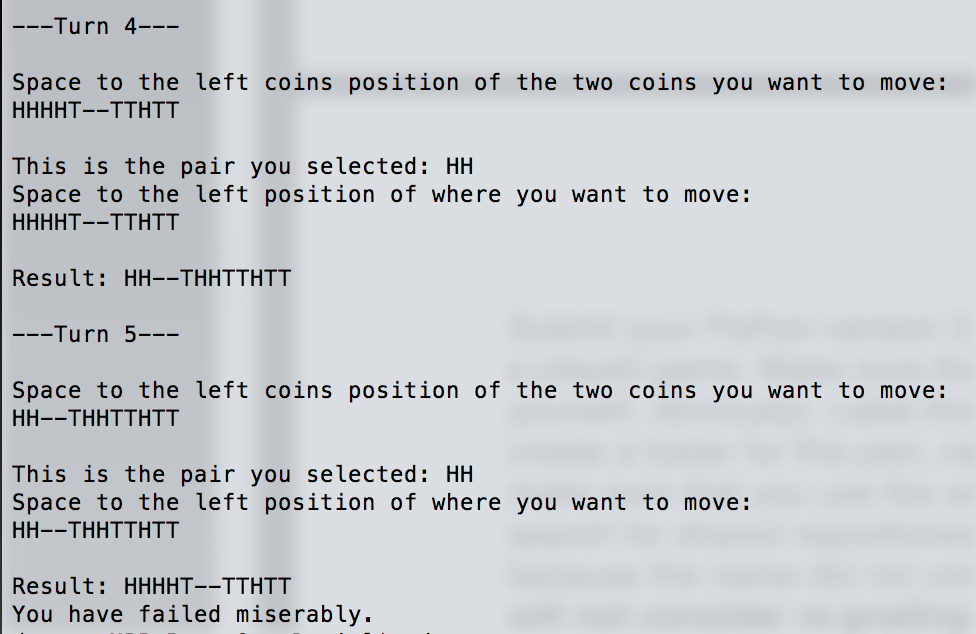 ---Turn 4---
Space to the left coins position of the two coins you want to move:
HHHHT--TTHTT
This is the pair you selected: HH
Space to the left position of where you want to move:
HHHHT--TTHTT
Result: HH--THHTTHTT
---Turn 5---
Space to the left coins position of the two coins you want to move:
HH--THHTTHTT
This is the pair you selected: HH
Space to the left position of where you want to move:
HH--THHTTHTT
Result: HHHHT--TTHTT
You have failed miserably.